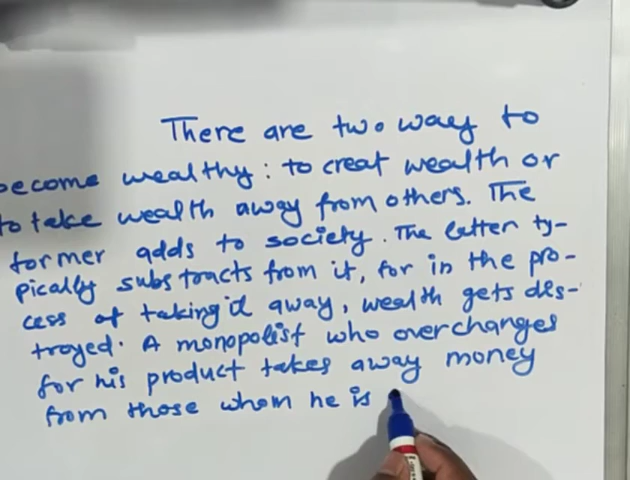 There are two way to
become wealthy: to creat wealth or
to take wealth away from others. The
former adds to society. The latter ty-
pically substracts from it, for in the pro-
cess of taking it away, wealth gets des-
troyed. A monopolist who overchanges
for his product takes away money
from those whom he is